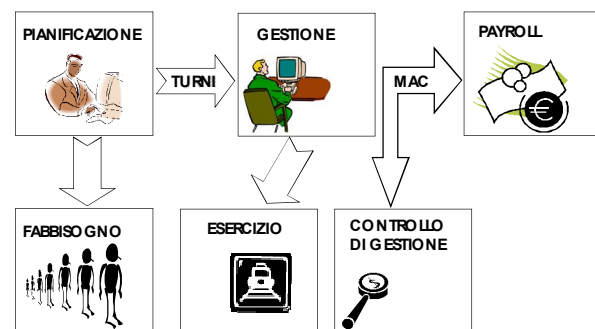 PIANIFICAZIONE
GESTIONE
PAYROLL
TURNI
MAC
FABBISOGNO
ESERCIZIO
CONTROLLO
DI GESTIONE
€
$